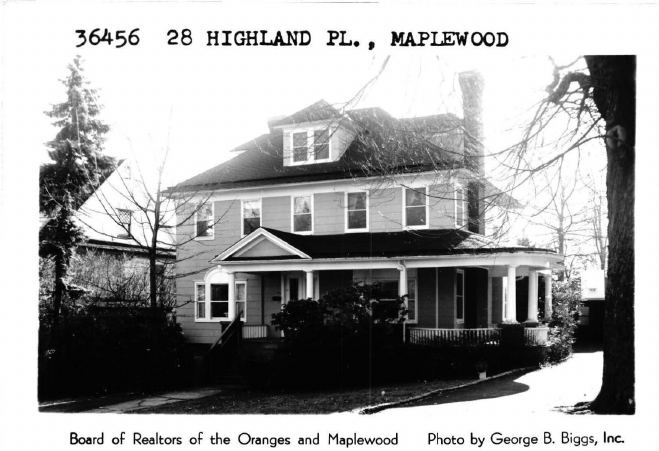 36456 28 HIGHLAND PL., MAPLEWOOD
Board of Realtors of the Oranges and Maplewood Photo by George B. Biggs, Inc.